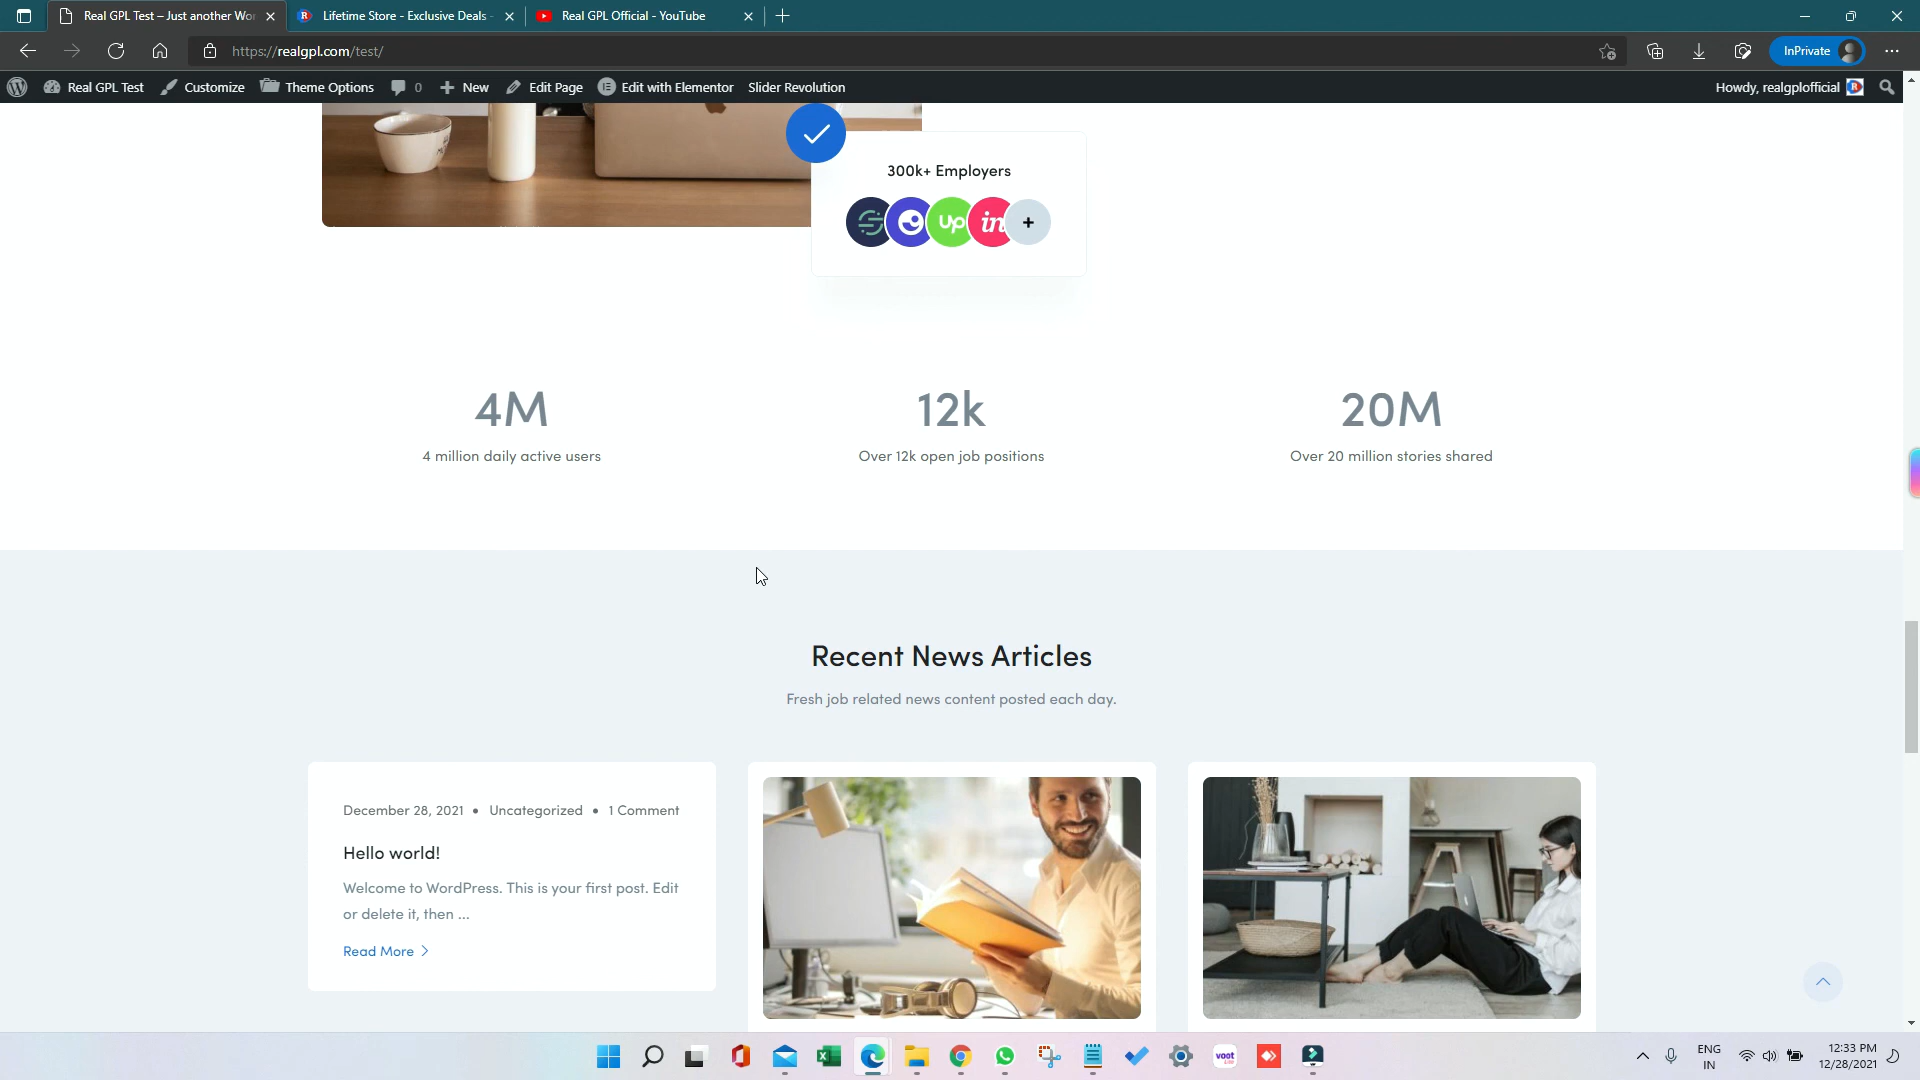 Real GPL Test – Just another Wo
Lifetime Store - Exclusive Deals -
Real GPL Official - YouTube
https://realgpl.com/test/
InPrivate
Real GPL Test
Customize
Theme Options
0
New
Edit Page
Edit with Elementor
Slider Revolution
Howdy, realgplofficial
300k+ Employers
Up
in
+
4M
12k
20M
4 million daily active users
Over 12k open job positions
Over 20 million stories shared
Recent News Articles
Fresh job related news content posted each day.
December 28, 2021 • Uncategorized • 1 Comment
Hello world!
Welcome to WordPress. This is your first post. Edit
or delete it, then ...
Read More
voot
ENG
IN
12:33 PM
12/28/2021